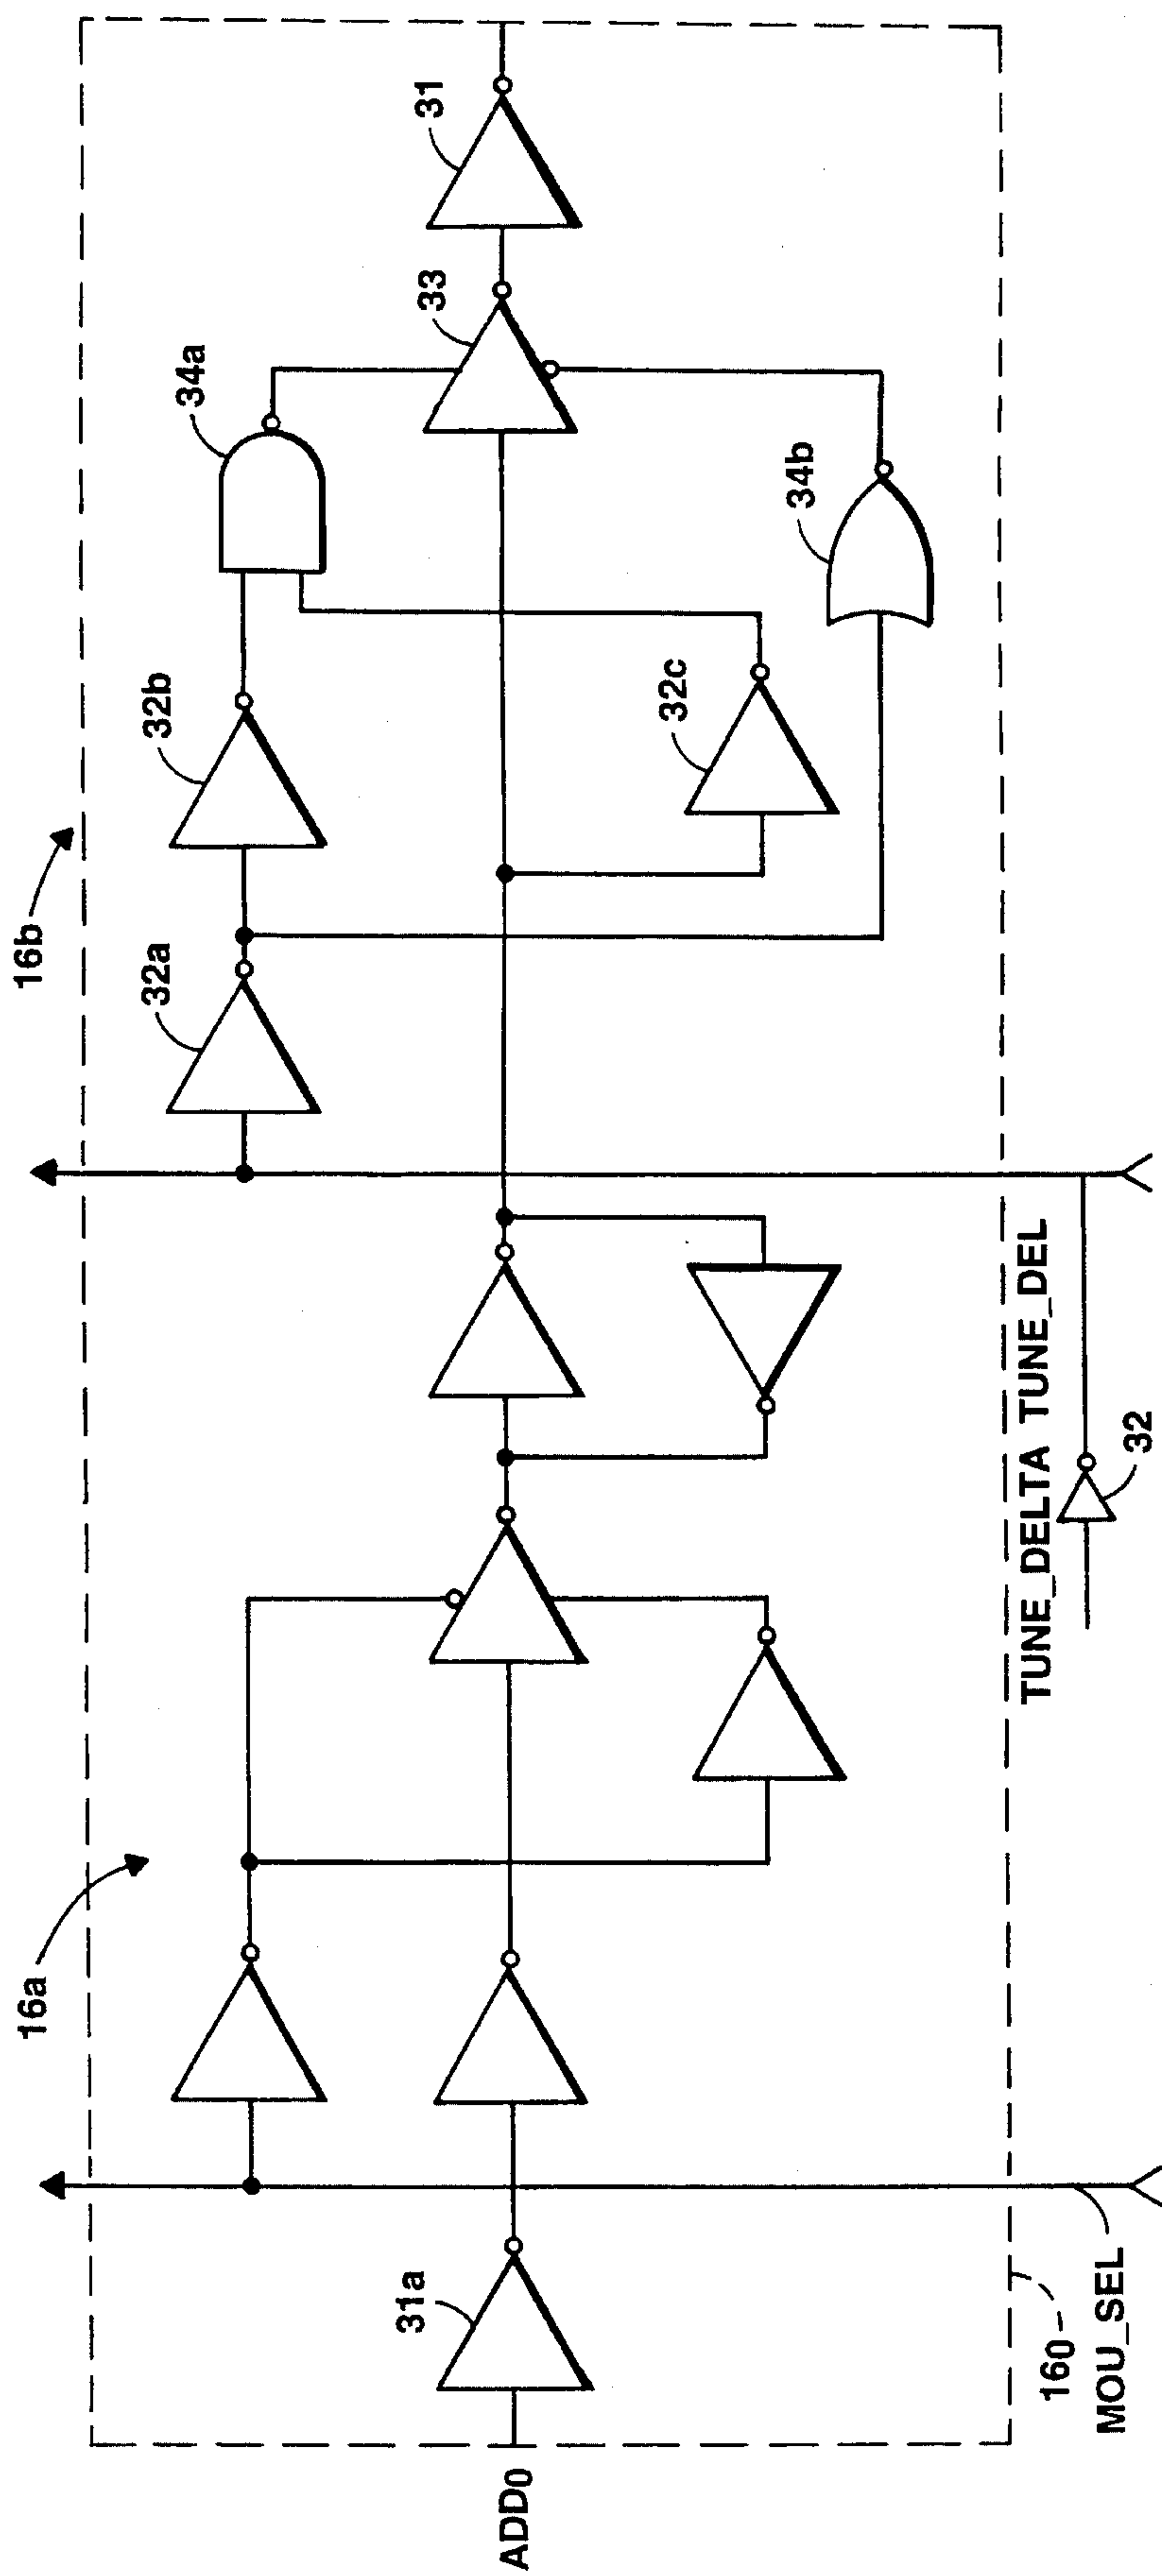 ADD0
31a
16a
16b
32a
32b
32c
34a
34b
33
31
160
MOU_SEL
TUNE_DELTA TUNE_DEL
32